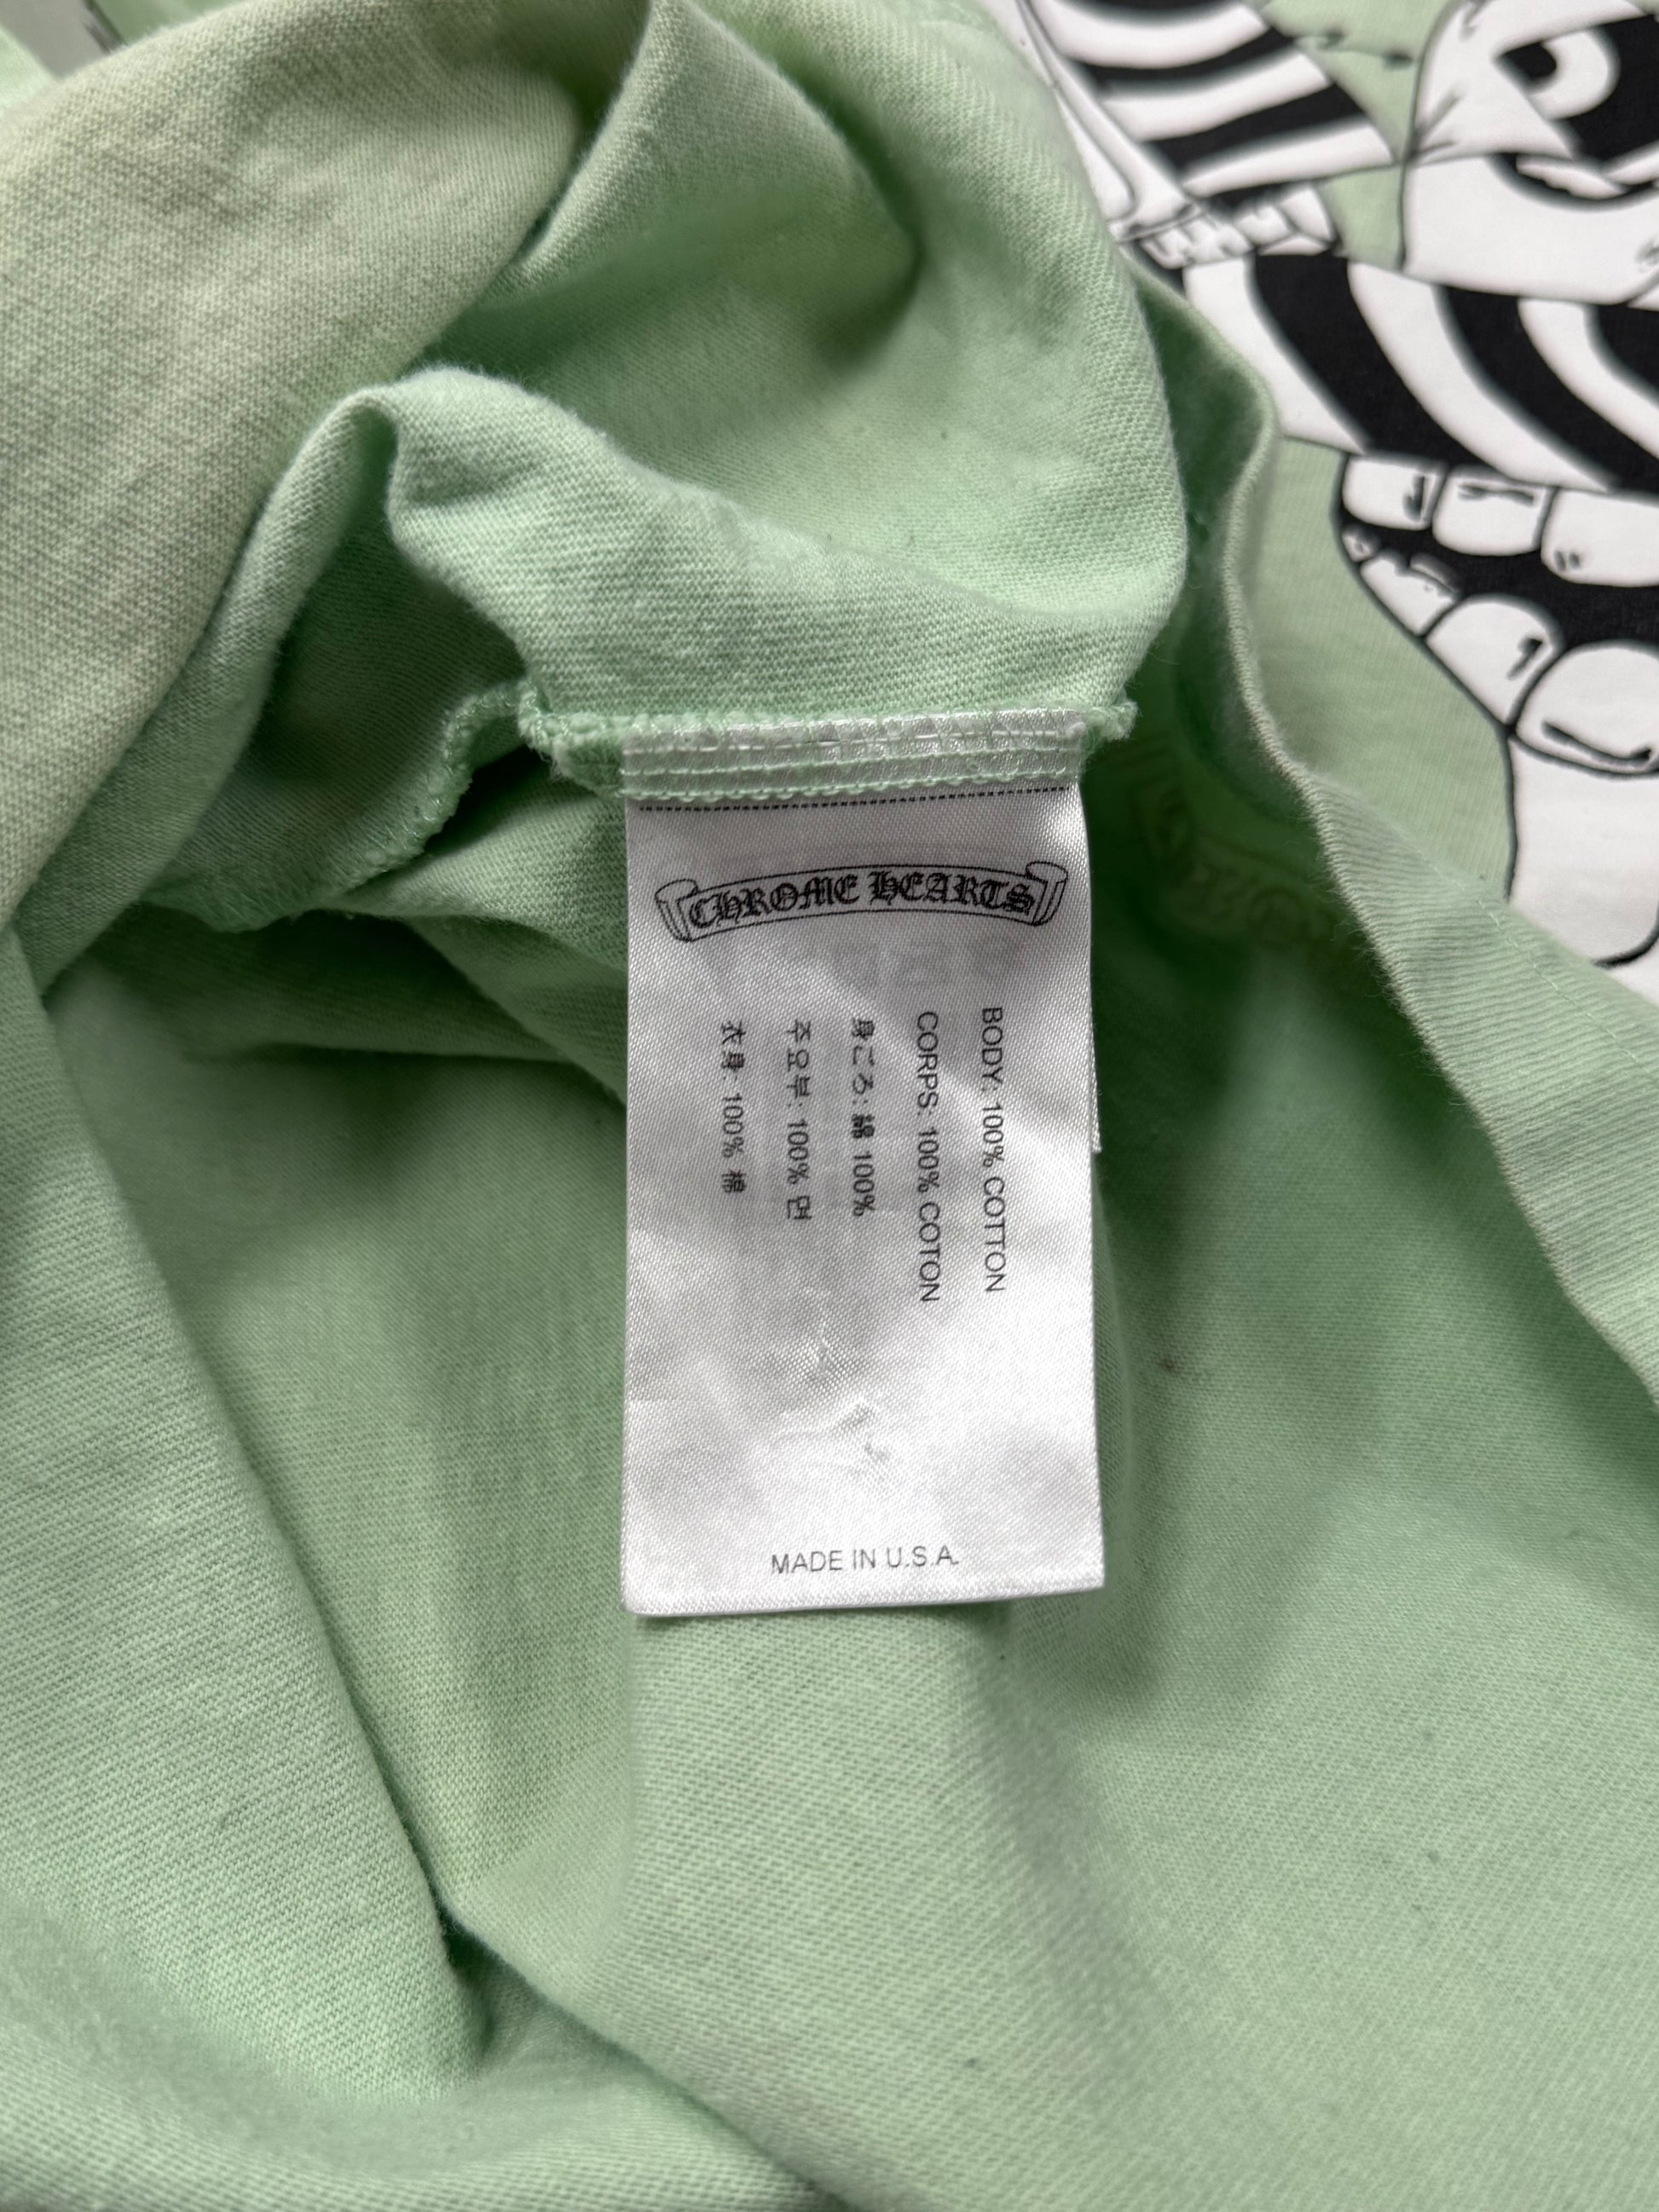 CHROME HEARTS
BODY: 100% COTTON
CORPS: 100% COTON
身ごろ: 綿 100%
주요부: 100% 면
衣身: 100% 棉
MADE IN U.S.A.